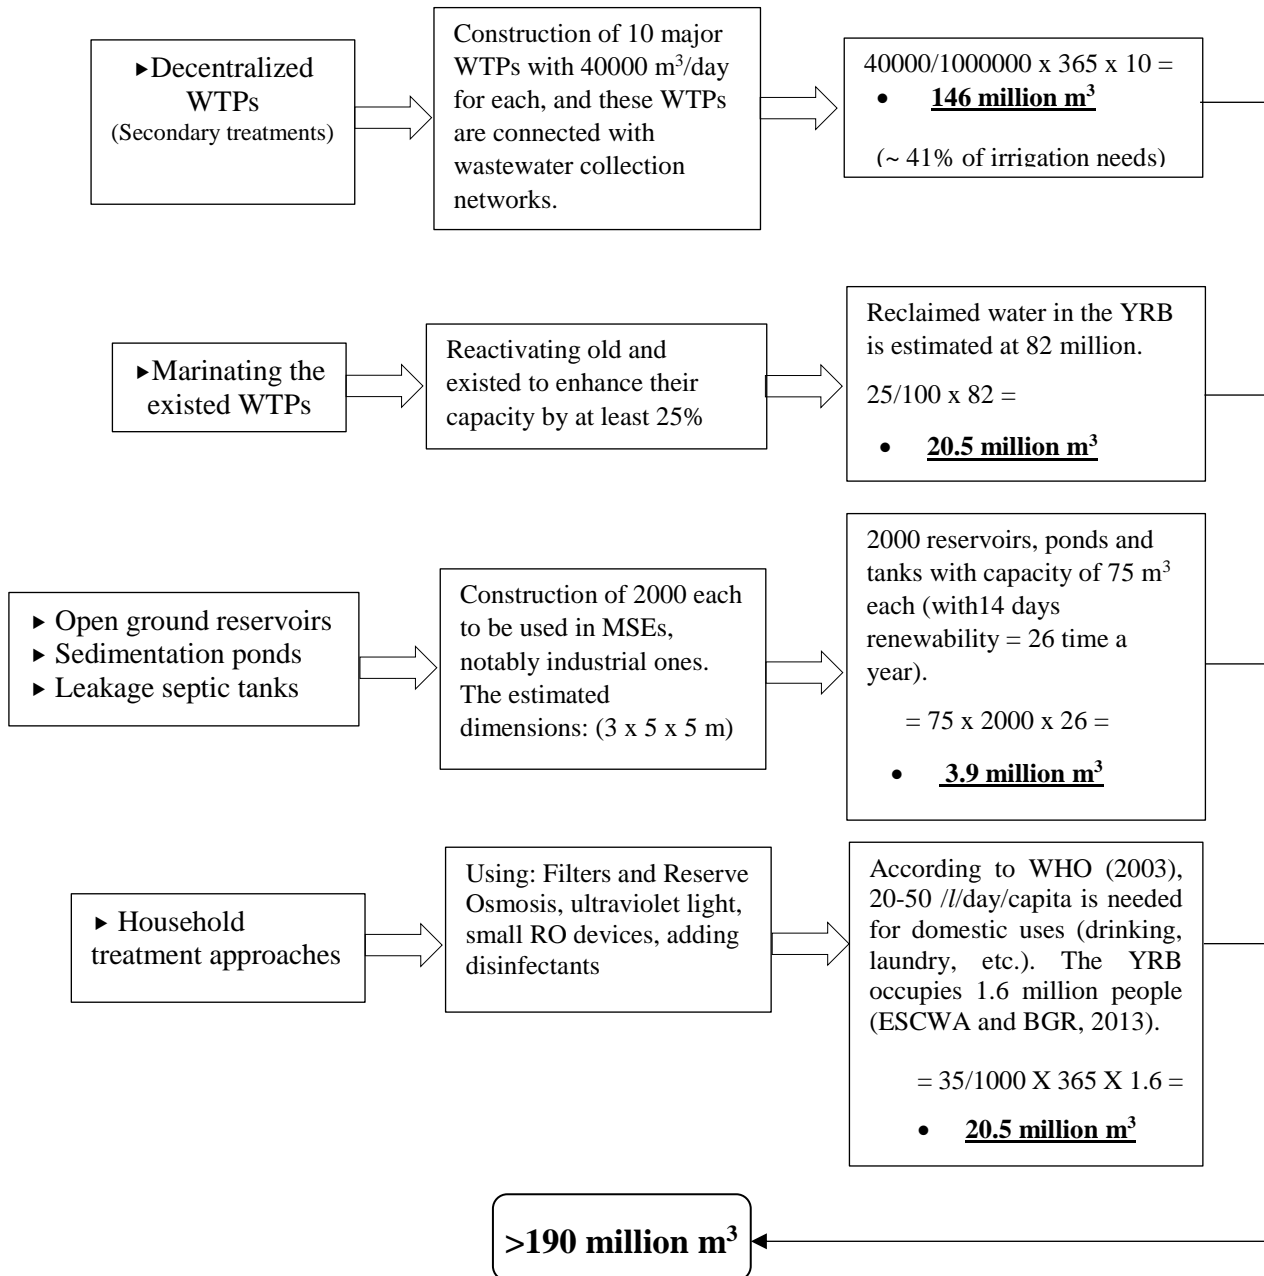 ▶Decentralized
WTPs
(Secondary treatments)
Construction of 10 major
WTPs with 40000 m³/day
for each, and these WTPs
are connected with
wastewater collection
networks.
40000/1000000 x 365 x 10 =
• 146 million m³
(~ 41% of irrigation needs)
▶Marinating the
existed WTPs
Reactivating old and
existed to enhance their
capacity by at least 25%
Reclaimed water in the YRB
is estimated at 82 million.
25/100 x 82 =
• 20.5 million m³
▶ Open ground reservoirs
▶ Sedimentation ponds
▶ Leakage septic tanks
Construction of 2000 each
to be used in MSEs,
notably industrial ones.
The estimated
dimensions: (3 x 5 x 5 m)
2000 reservoirs, ponds and
tanks with capacity of 75 m³
each (with14 days
renewability = 26 time a
year).
= 75 x 2000 x 26 =
• 3.9 million m³
▶ Household
treatment approaches
Using: Filters and Reserve
Osmosis, ultraviolet light,
small RO devices, adding
disinfectants
According to WHO (2003),
20-50 /l/day/capita is needed
for domestic uses (drinking,
laundry, etc.). The YRB
occupies 1.6 million people
(ESCWA and BGR, 2013).
= 35/1000 X 365 X 1.6 =
• 20.5 million m³
>190 million m³